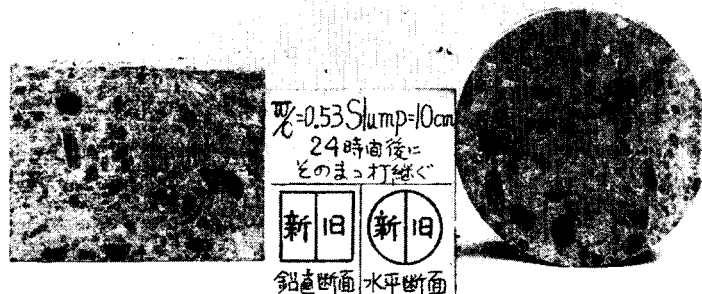 W/C=0.53 Slump=10cm
24時間後に
そのまゝ打継ぐ
新 旧 新 旧
鉛直断面 水平断面